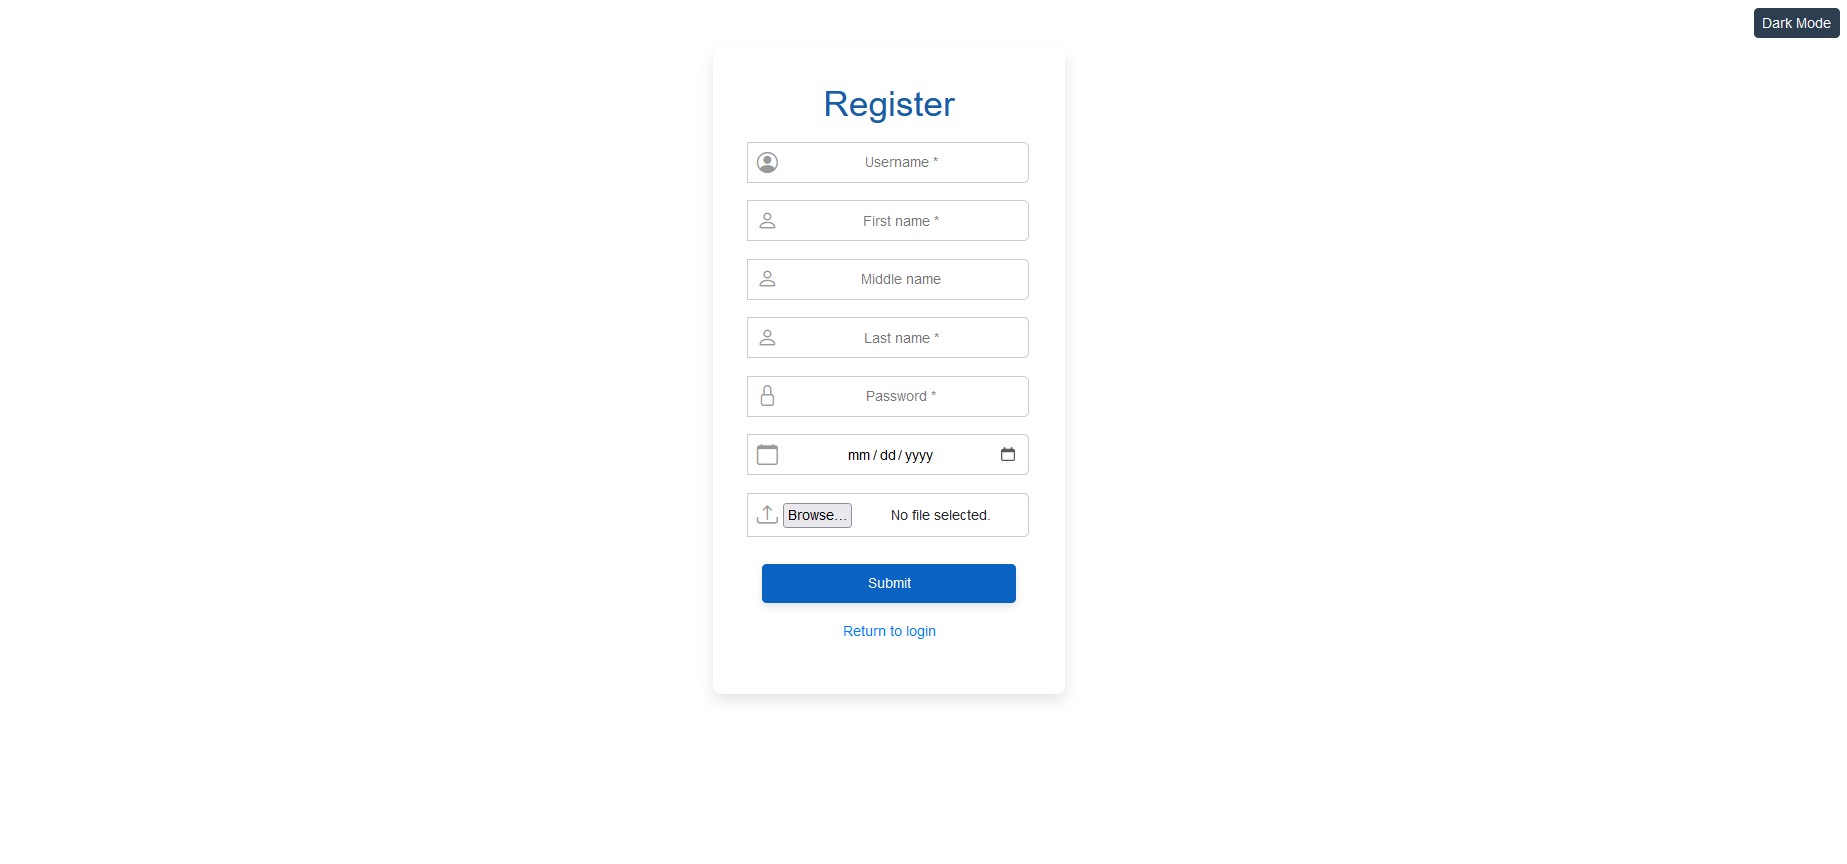 Dark Mode
Register
Username *
First name *
Middle name
Last name *
Password *
mm / dd / yyyy
Browse... No file selected.
Submit
Return to login